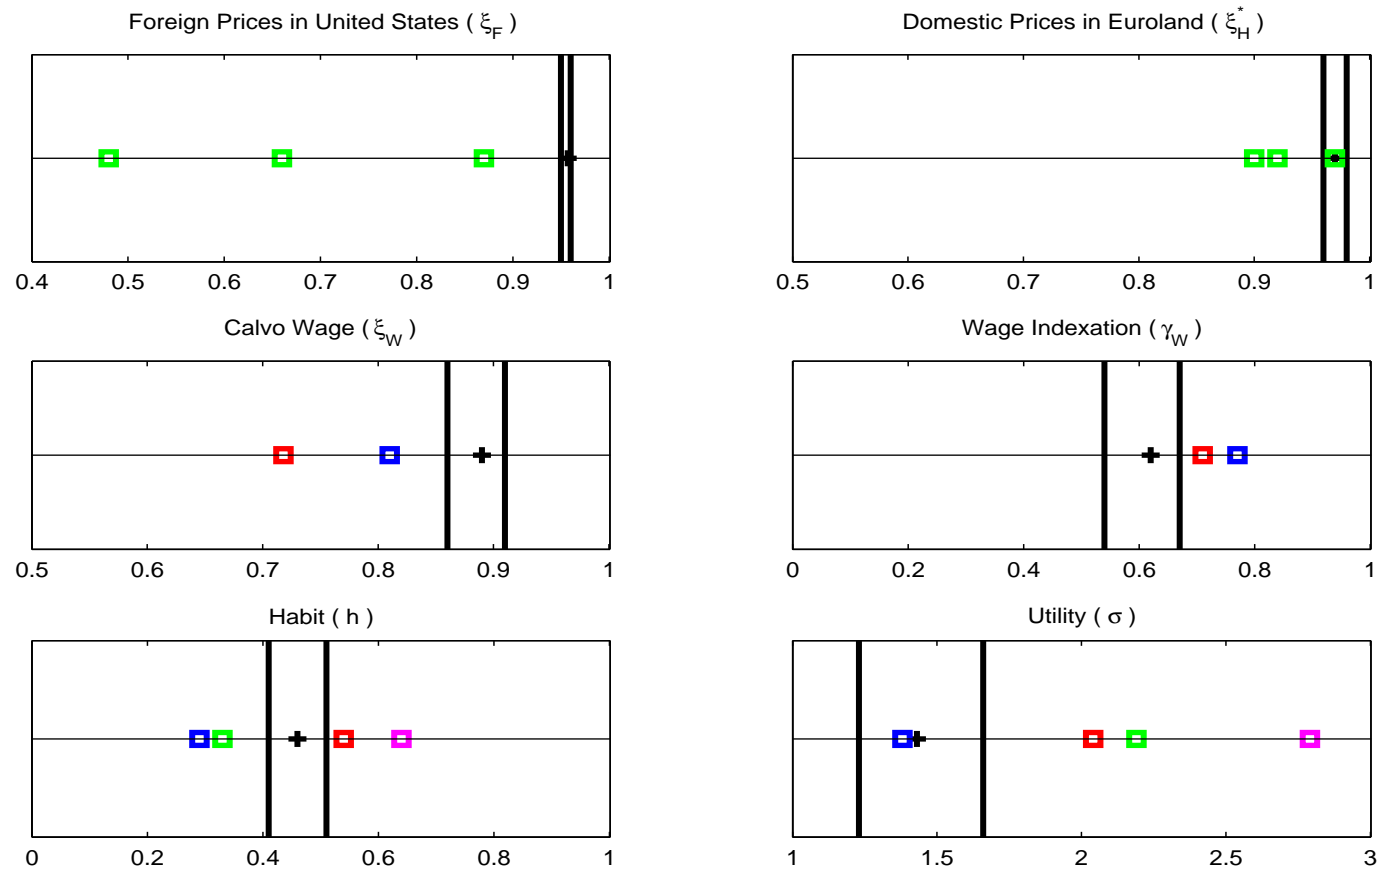 Foreign Prices in United States ( ξ_F )
Domestic Prices in Euroland ( ξ_H^* )
0.4 0.5 0.6 0.7 0.8 0.9 1
0.5 0.6 0.7 0.8 0.9 1
Calvo Wage ( ξ_W )
Wage Indexation ( γ_W )
0.5 0.6 0.7 0.8 0.9 1
0 0.2 0.4 0.6 0.8 1
Habit ( h )
Utility ( σ )
0 0.2 0.4 0.6 0.8 1
1 1.5 2 2.5 3